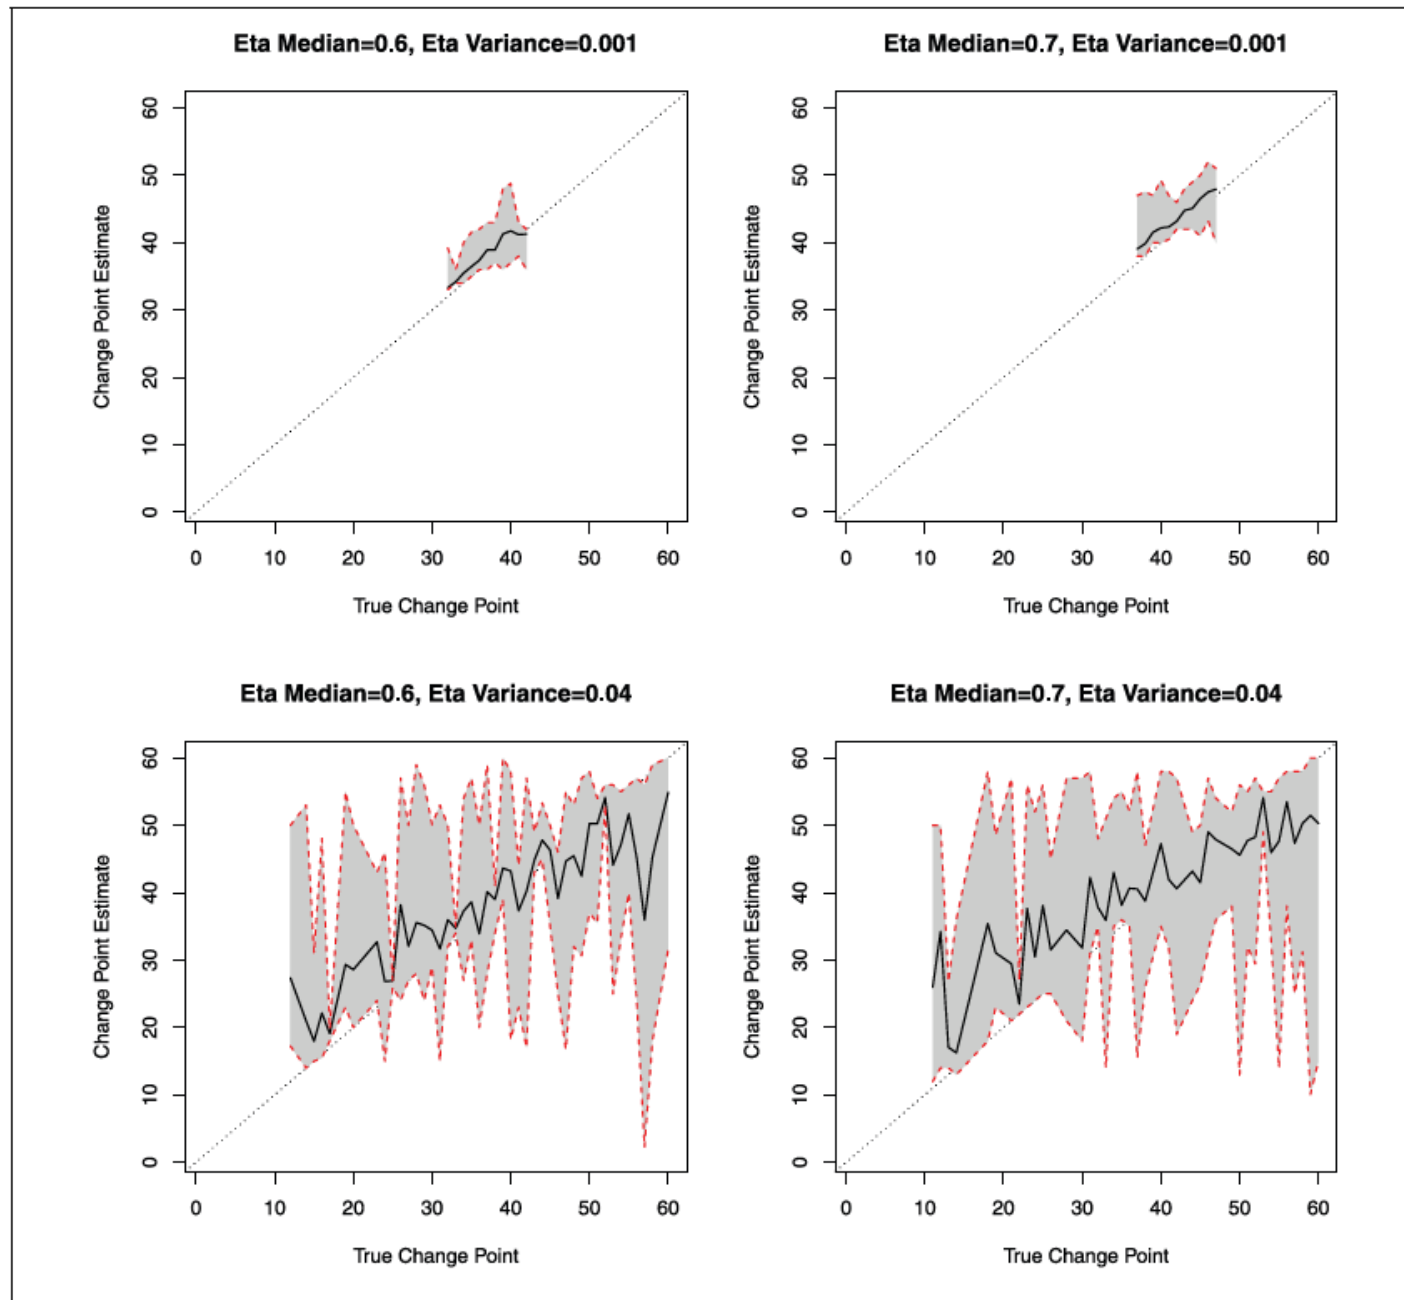 Eta Median=0.6, Eta Variance=0.001
Change Point Estimate
60
50
40
30
20
10
0
0 10 20 30 40 50 60
True Change Point
Eta Median=0.7, Eta Variance=0.001
Change Point Estimate
60
50
40
30
20
10
0
0 10 20 30 40 50 60
True Change Point
Eta Median=0.6, Eta Variance=0.04
Change Point Estimate
60
50
40
30
20
10
0
0 10 20 30 40 50 60
True Change Point
Eta Median=0.7, Eta Variance=0.04
Change Point Estimate
60
50
40
30
20
10
0
0 10 20 30 40 50 60
True Change Point